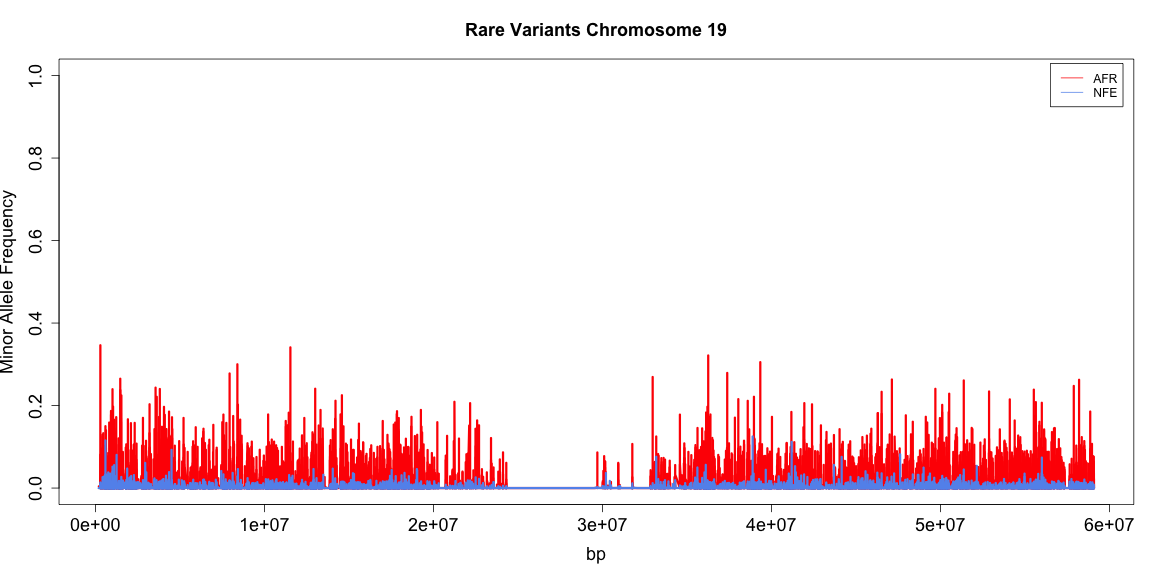 Rare Variants Chromosome 19
AFR
NFE
Minor Allele Frequency
1.0
0.8
0.6
0.4
0.2
0.0
0e+00 1e+07 2e+07 3e+07 4e+07 5e+07 6e+07
bp